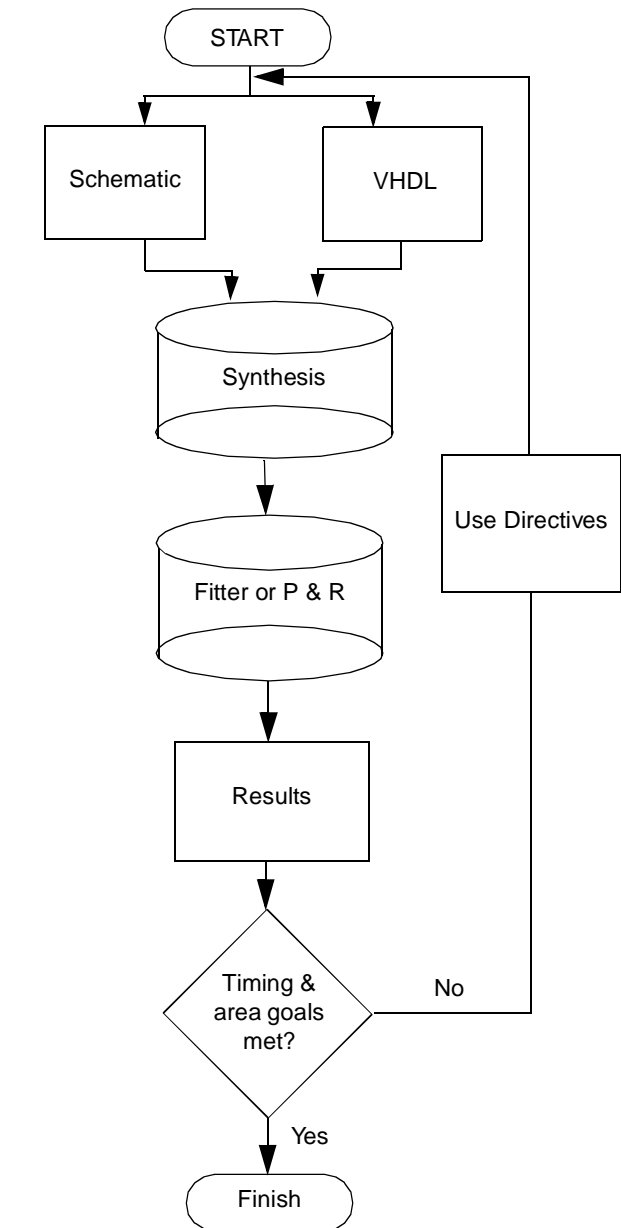 START
Schematic
VHDL
Synthesis
Use Directives
Fitter or P & R
Results
Timing &
area goals
met?
No
Yes
Finish